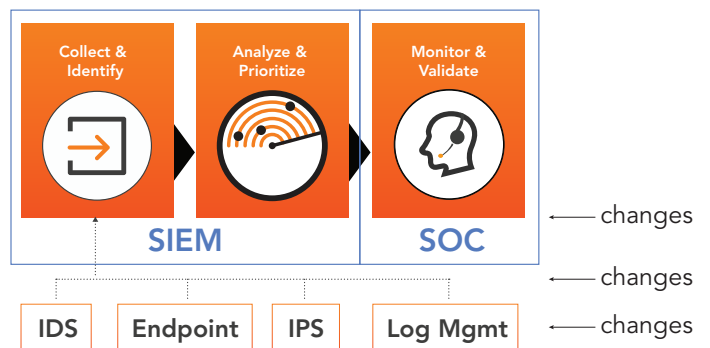 Collect &
Identify
Analyze &
Prioritize
Monitor &
Validate
SIEM
SOC
changes
changes
IDS
Endpoint
IPS
Log Mgmt
changes